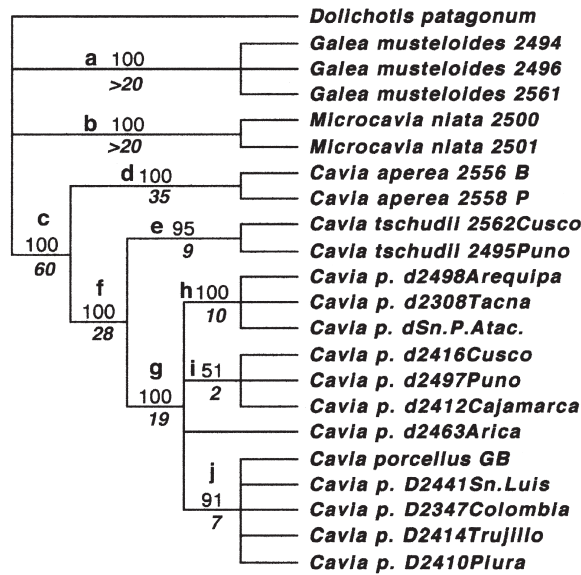 Dolichotis patagonum
Galea musteloides 2494
a 100
Galea musteloides 2496
>20
Galea musteloides 2561
b 100
Microcavia niata 2500
>20
Microcavia niata 2501
d 100
Cavia aperea 2556 B
35
Cavia aperea 2558 P
c
100
60
e 95
Cavia tschudii 2562Cusco
9
Cavia tschudii 2495Puno
f
100
28
h 100
Cavia p. d2498Arequipa
10
Cavia p. d2308Tacna
Cavia p. dSn.P.Atac.
g
100
19
i 51
Cavia p. d2416Cusco
2
Cavia p. d2497Puno
Cavia p. d2412Cajamarca
Cavia p. d2463Arica
j
91
7
Cavia porcellus GB
Cavia p. D2441Sn.Luis
Cavia p. D2347Colombia
Cavia p. D2414Trujillo
Cavia p. D2410Piura